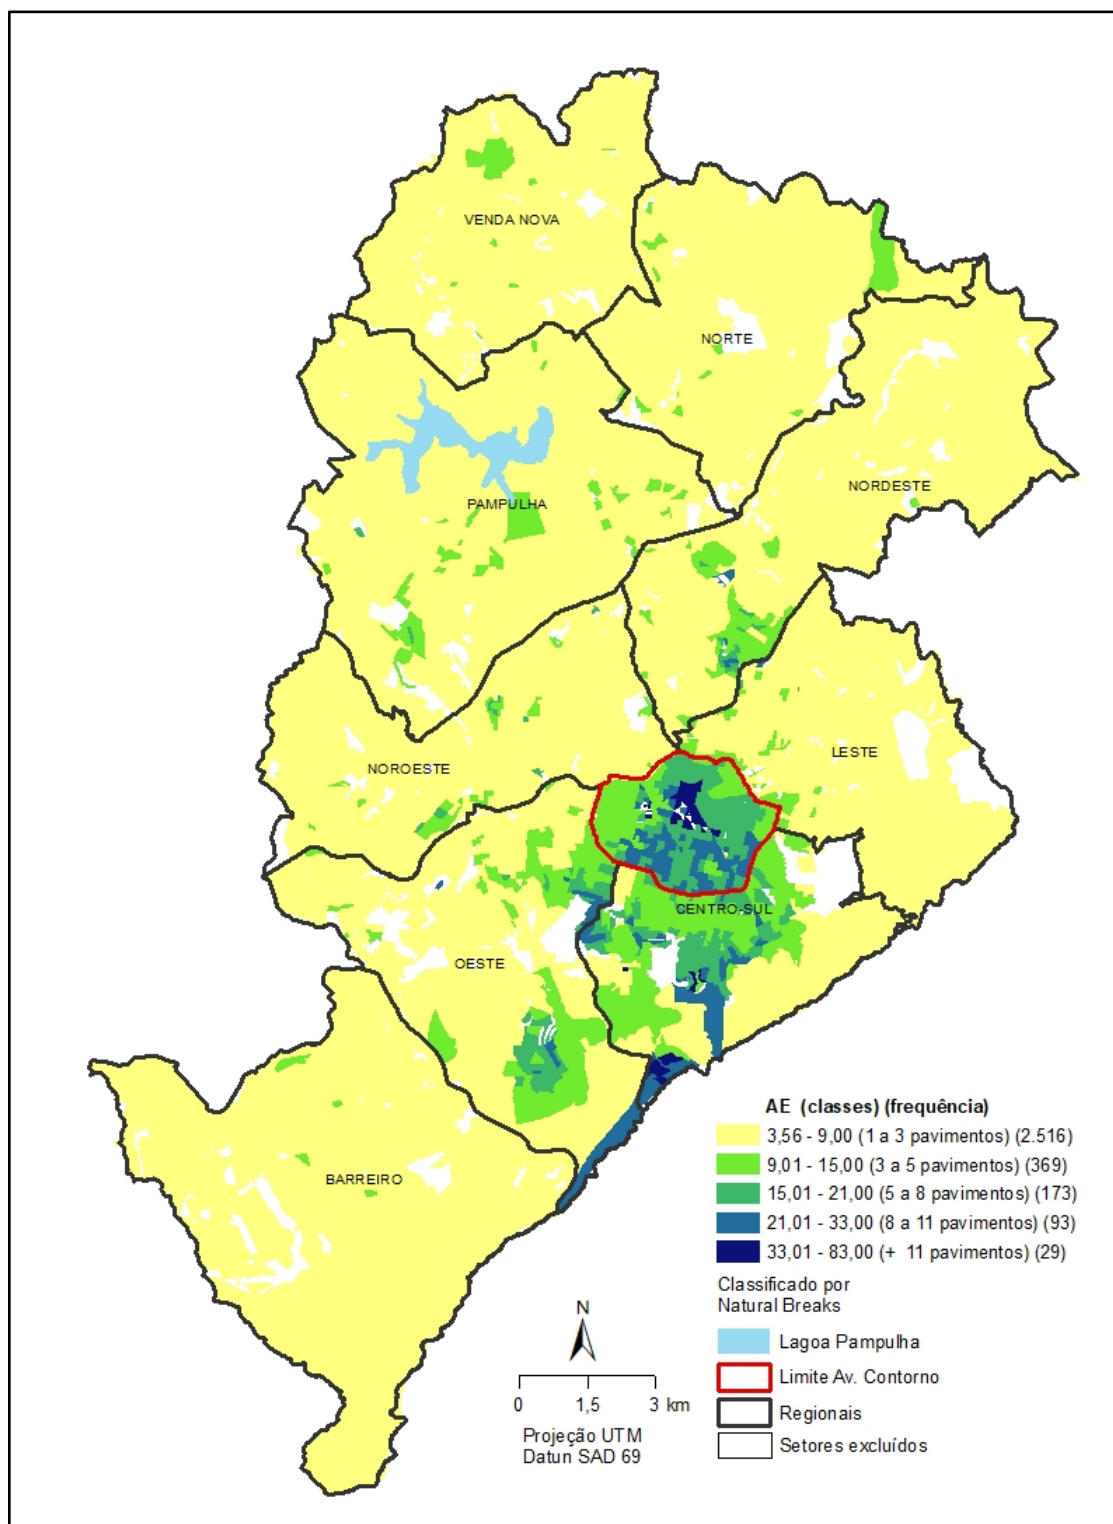 VENDA NOVA
NORTE
NORDESTE
PAMPULHA
LESTE
NOROESTE
CENTRO-SUL
OESTE
BARREIRO
AE (classes) (frequência)
3,56 - 9,00 (1 a 3 pavimentos) (2.516)
9,01 - 15,00 (3 a 5 pavimentos) (369)
15,01 - 21,00 (5 a 8 pavimentos) (173)
21,01 - 33,00 (8 a 11 pavimentos) (93)
33,01 - 83,00 (+ 11 pavimentos) (29)
Classificado por
Natural Breaks
Lagoa Pampulha
Limite Av. Contorno
Regionais
Setores excluídos
N
0 1,5 3 km
Projeção UTM
Datun SAD 69